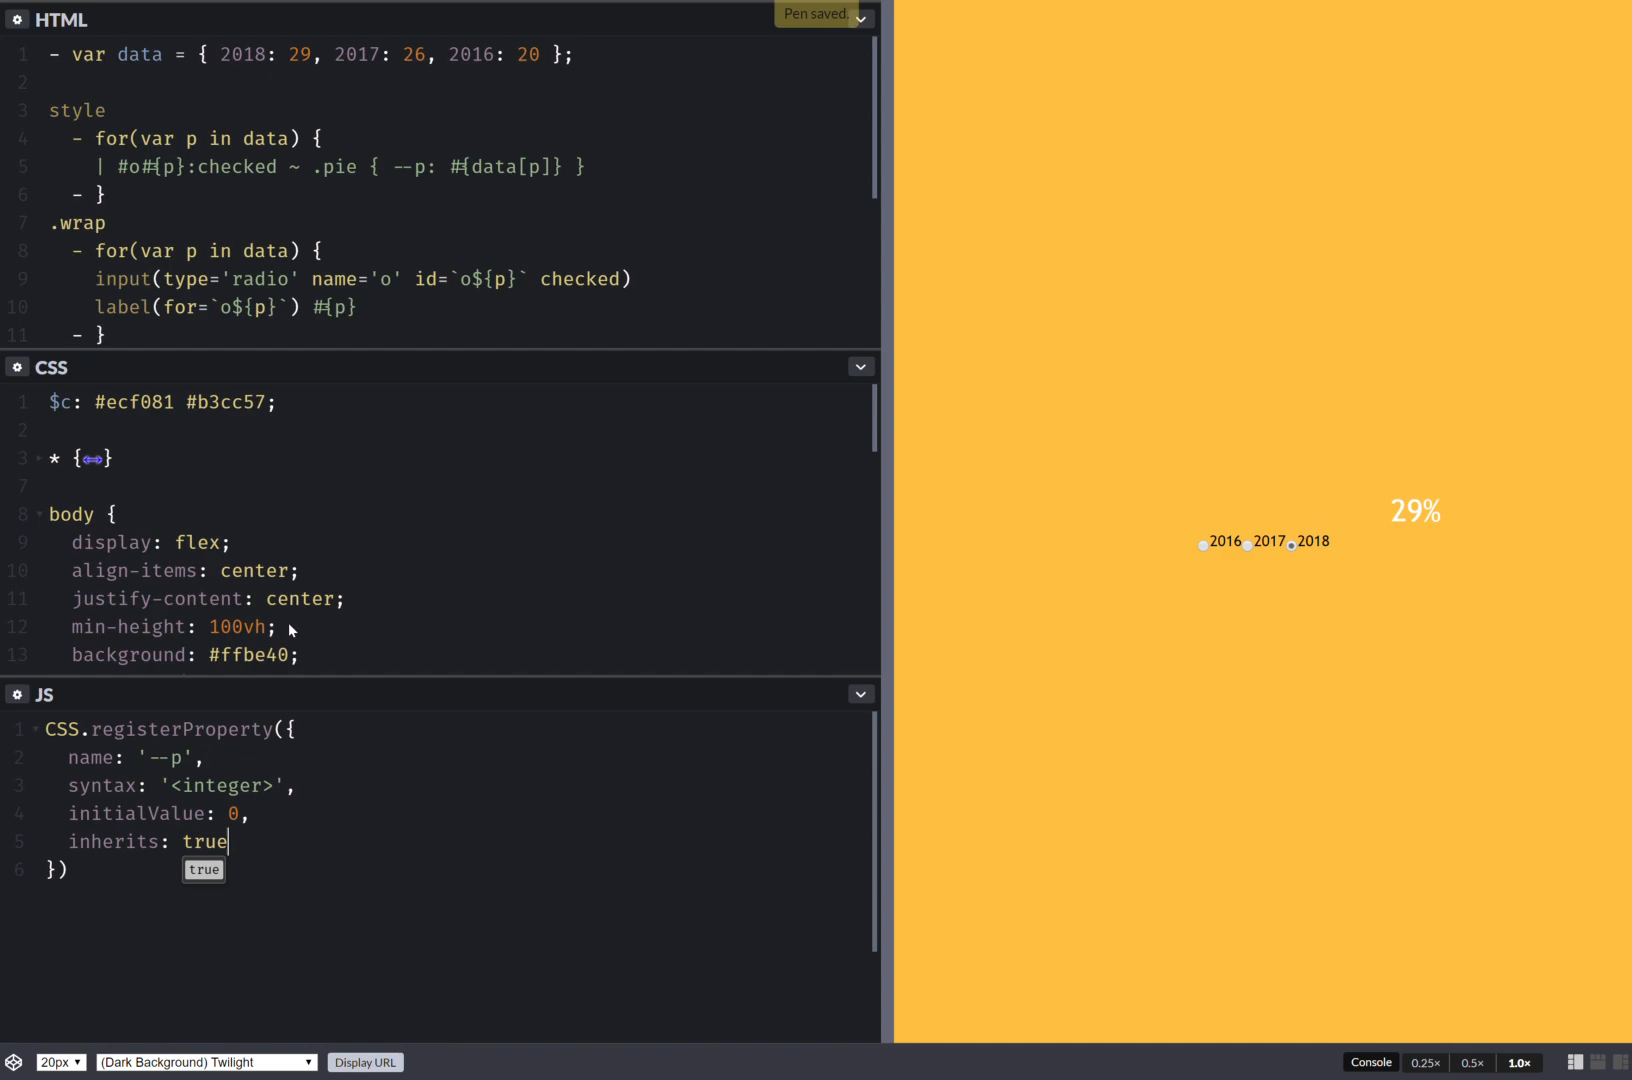 HTML
Pen saved.
1 - var data = { 2018: 29, 2017: 26, 2016: 20 };
2
3 style
4 - for(var p in data) {
5 | #o#{p}:checked ~ .pie { --p: #{data[p]} }
6 - }
7 .wrap
8 - for(var p in data) {
9 input(type='radio' name='o' id=`o${p}` checked)
10 label(for=`o${p}`) #{p}
11 - }
CSS
1 $c: #ecf081 #b3cc57;
2
3 * {↔}
7
8 body {
9 display: flex;
10 align-items: center;
11 justify-content: center;
12 min-height: 100vh;
13 background: #ffbe40;
JS
1 CSS.registerProperty({
2 name: '--p',
3 syntax: '<integer>',
4 initialValue: 0,
5 inherits: true
6 })
true
29%
2016 2017 2018
20px (Dark Background) Twilight Display URL
Console 0.25× 0.5× 1.0×